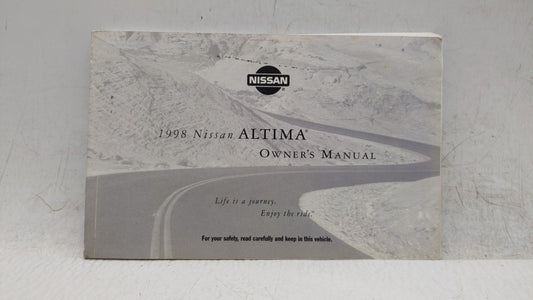 NISSAN
1998 Nissan ALTIMA®
OWNER'S MANUAL
Life is a journey.
Enjoy the ride.™
For your safety, read carefully and keep in this vehicle.